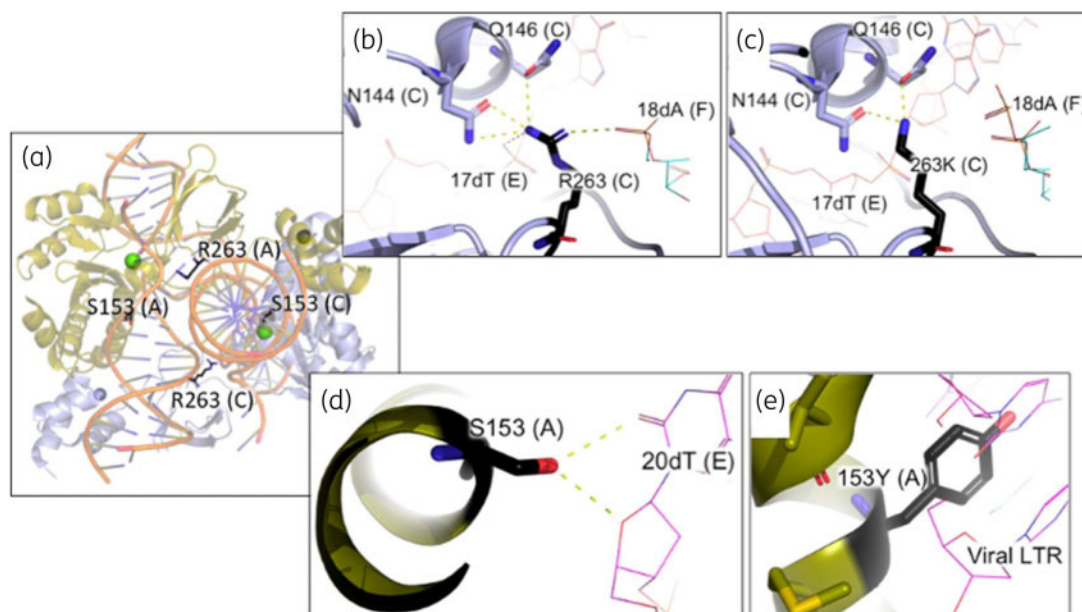 (a)
R263 (A)
S153 (A)
S153 (C)
R263 (C)
(b)
Q146 (C)
N144 (C)
18dA (F)
17dT (E)
R263 (C)
(c)
Q146 (C)
N144 (C)
18dA (F)
263K (C)
17dT (E)
(d)
S153 (A)
20dT (E)
(e)
153Y (A)
Viral LTR